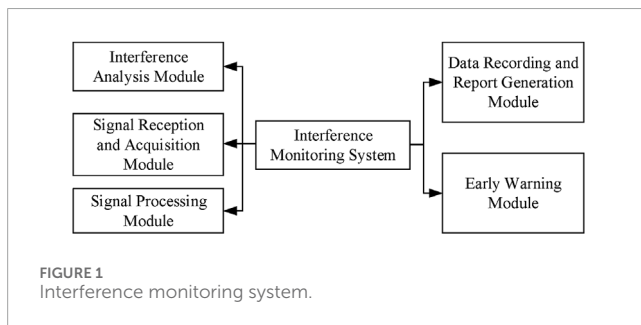 Interference
Analysis Module
Signal Reception
and Acquisition
Module
Signal Processing
Module
Interference
Monitoring System
Data Recording and
Report Generation
Module
Early Warning
Module
FIGURE 1
Interference monitoring system.